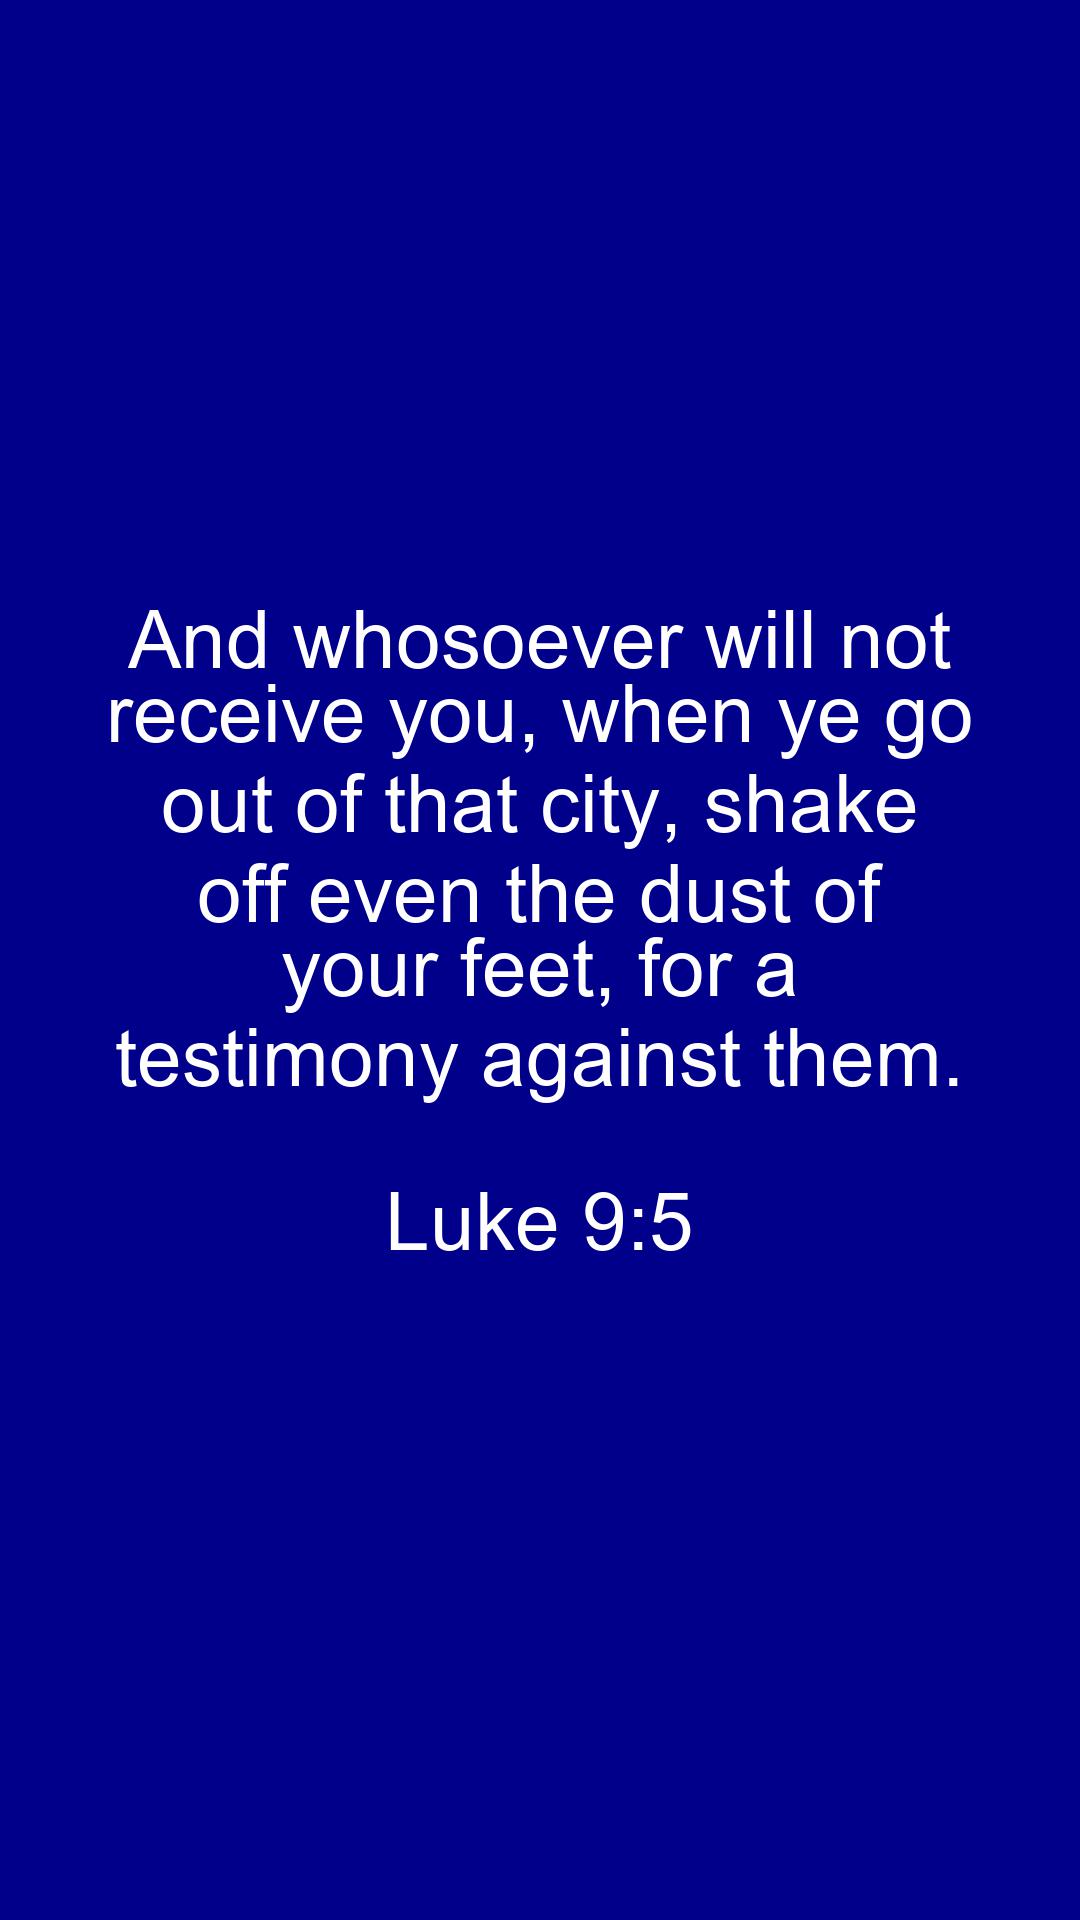 And whosoever will not
receive you, when ye go
out of that city, shake
off even the dust of
your feet, for a
testimony against them.
Luke 9:5